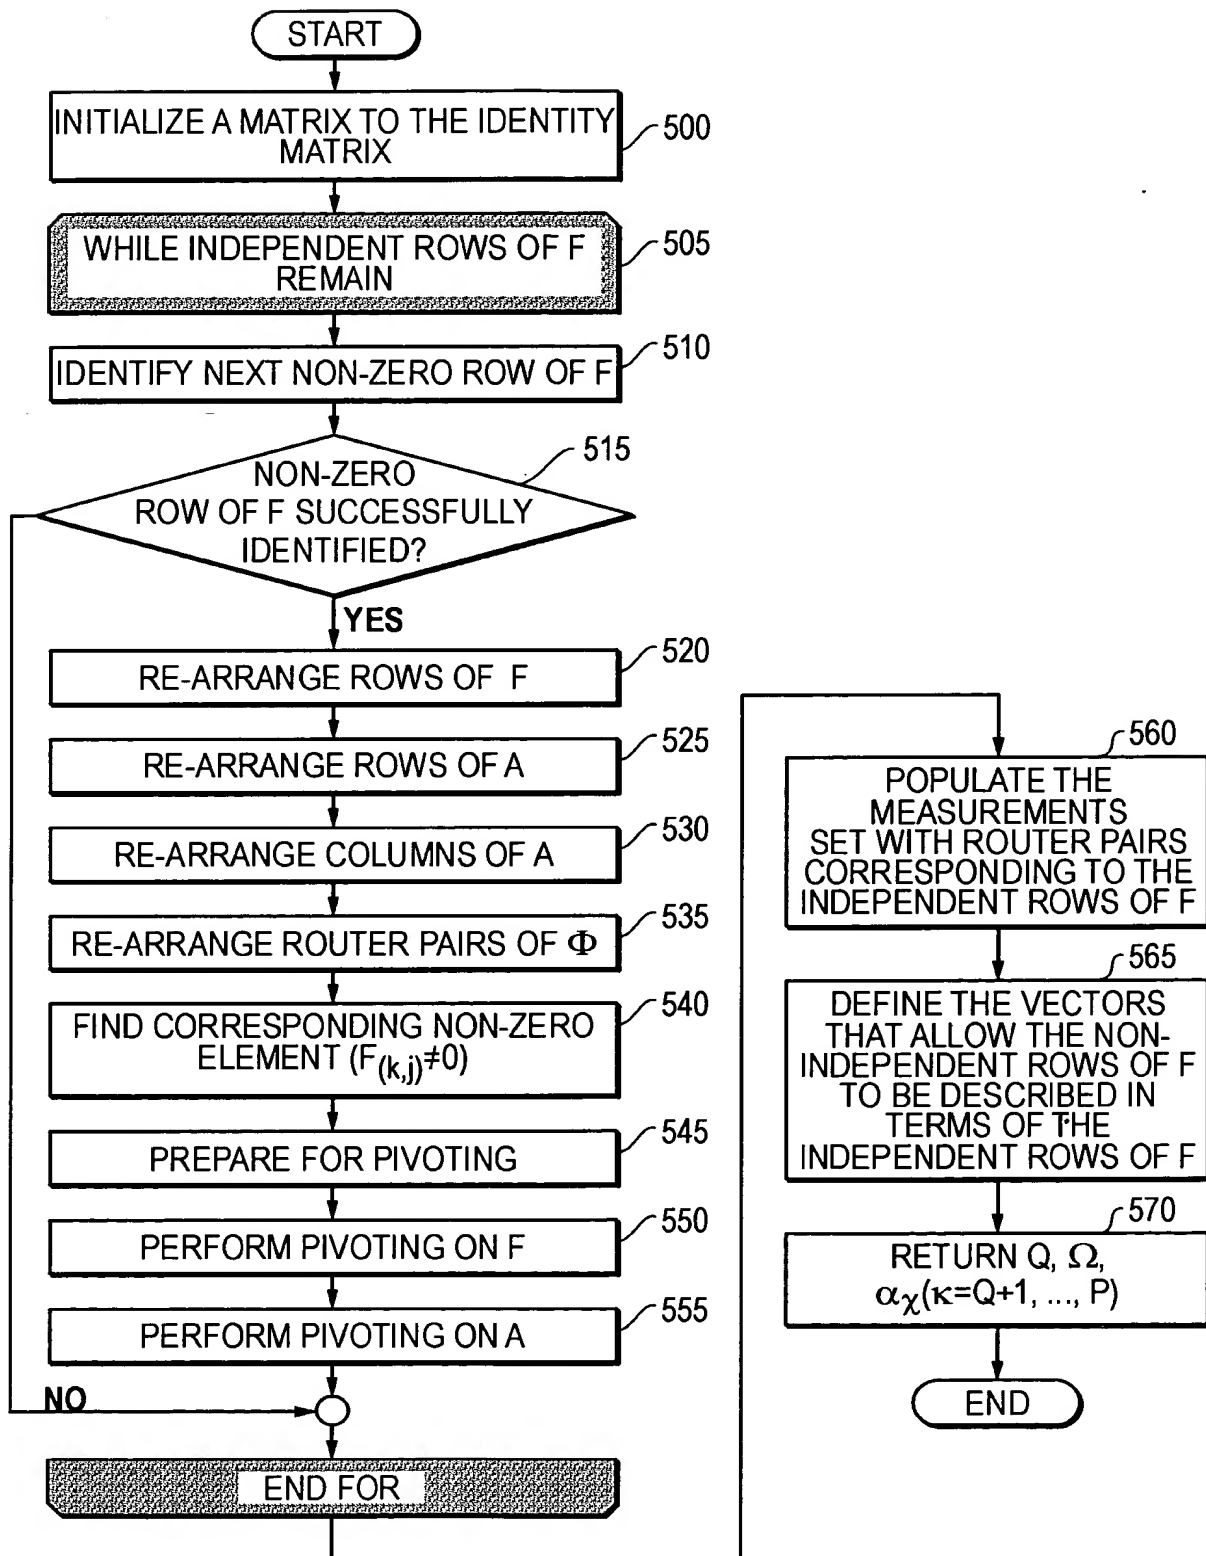 START
INITIALIZE A MATRIX TO THE IDENTITY
MATRIX
500
WHILE INDEPENDENT ROWS OF F
REMAIN
505
IDENTIFY NEXT NON-ZERO ROW OF F
510
NON-ZERO
ROW OF F SUCCESSFULLY
IDENTIFIED?
515
YES
RE-ARRANGE ROWS OF F
520
RE-ARRANGE ROWS OF A
525
RE-ARRANGE COLUMNS OF A
530
RE-ARRANGE ROUTER PAIRS OF Φ
535
FIND CORRESPONDING NON-ZERO
ELEMENT (F(k,j)≠0)
540
PREPARE FOR PIVOTING
545
PERFORM PIVOTING ON F
550
PERFORM PIVOTING ON A
555
NO
END FOR
560
POPULATE THE
MEASUREMENTS
SET WITH ROUTER PAIRS
CORRESPONDING TO THE
INDEPENDENT ROWS OF F
565
DEFINE THE VECTORS
THAT ALLOW THE NON-
INDEPENDENT ROWS OF F
TO BE DESCRIBED IN
TERMS OF THE
INDEPENDENT ROWS OF F
570
RETURN Q, Ω,
αχ(κ=Q+1, ..., P)
END